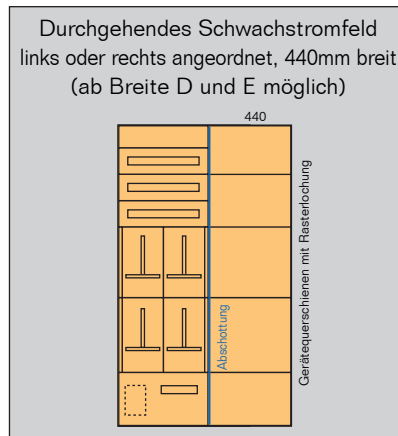 Durchgehendes Schwachstromfeld
links oder rechts angeordnet, 440mm breit
(ab Breite D und E möglich)
440
Abschottung
Gerätequerschienen mit Rasterlochung